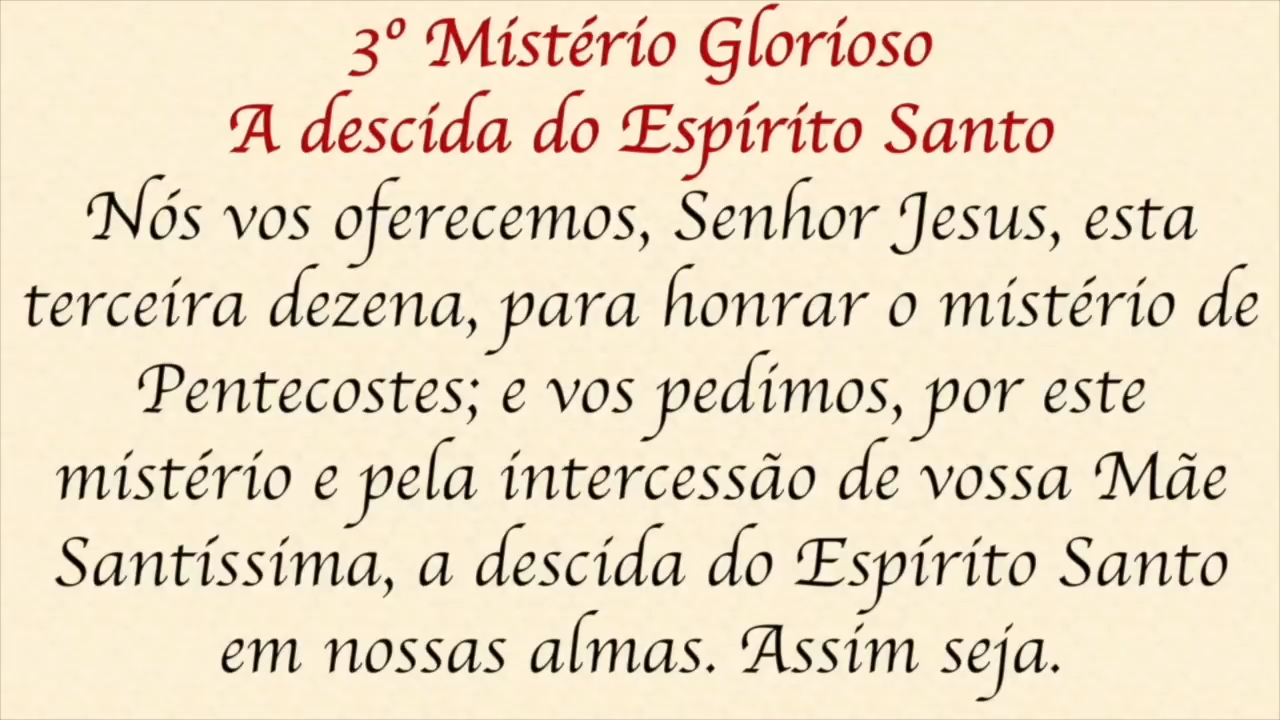 3º Mistério Glorioso
A descida do Espírito Santo
Nós vos oferecemos, Senhor Jesus, esta
terceira dezena, para honrar o mistério de
Pentecostes; e vos pedimos, por este
mistério e pela intercessão de vossa Mãe
Santíssima, a descida do Espírito Santo
em nossas almas. Assim seja.